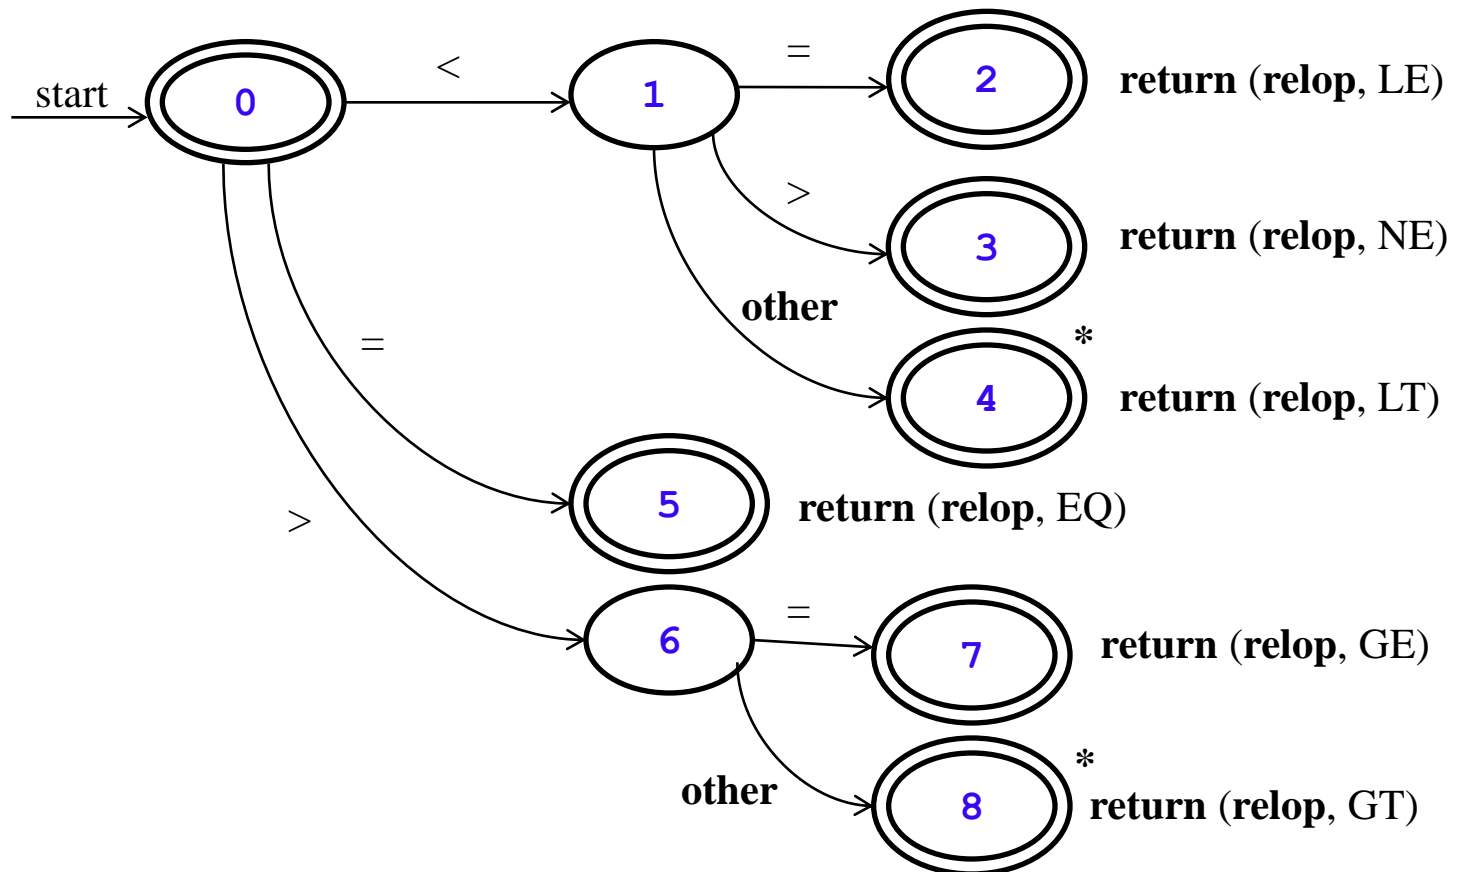 start
0
<
1
=
2
return (relop, LE)
>
3
return (relop, NE)
other
4
*
return (relop, LT)
=
5
return (relop, EQ)
>
6
=
7
return (relop, GE)
other
8
*
return (relop, GT)